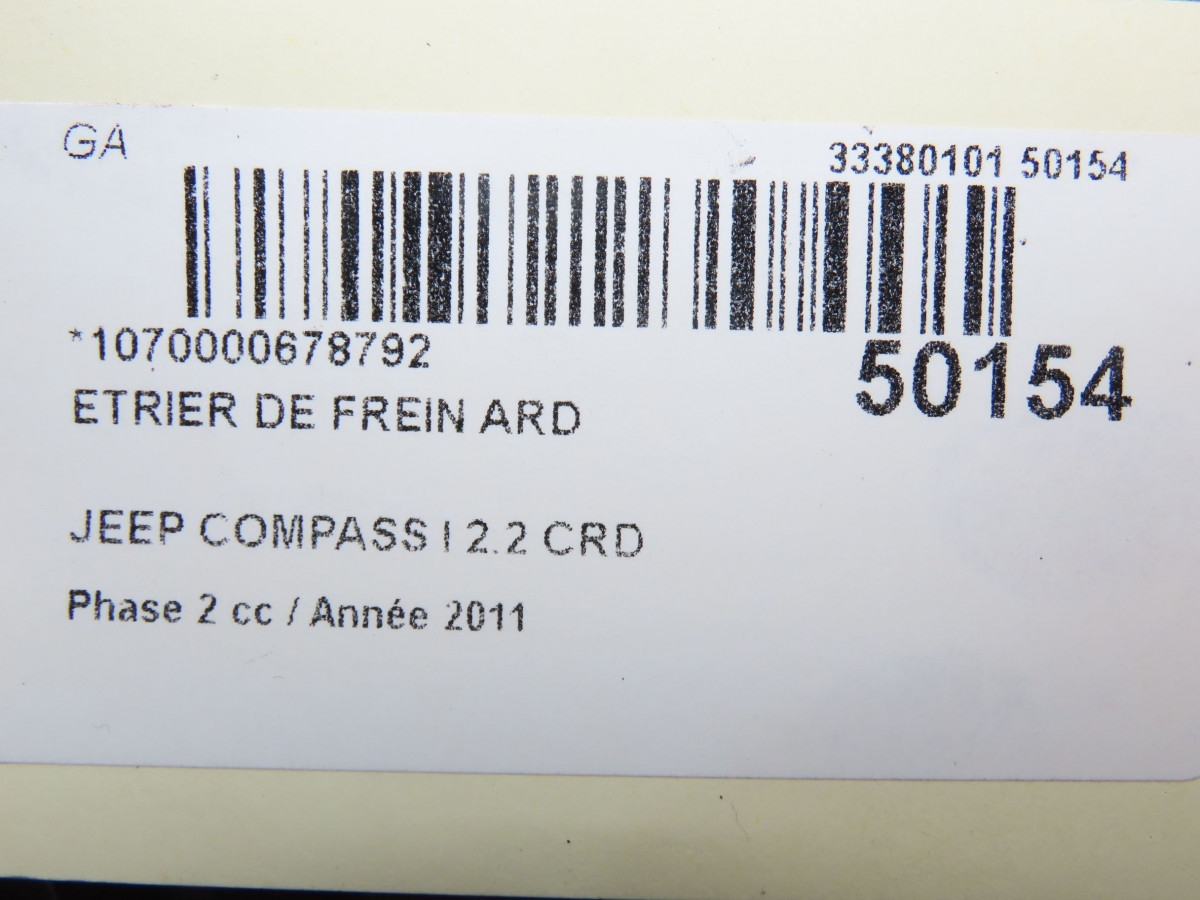 GA
33380101 50154
*1070000678792
50154
ETRIER DE FREIN ARD
JEEP COMPASS I 2.2 CRD
Phase 2 cc / Année 2011